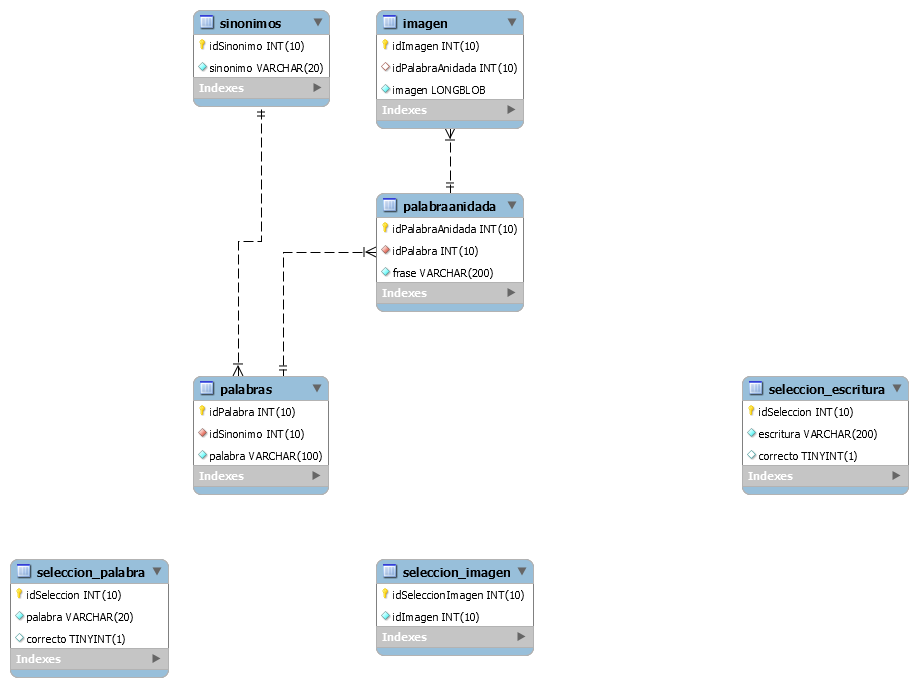 sinonimos
idSinonimo INT(10)
sinonimo VARCHAR(20)
Indexes
imagen
idImagen INT(10)
idPalabraAnidada INT(10)
imagen LONGBLOB
Indexes
palabraanidada
idPalabraAnidada INT(10)
idPalabra INT(10)
frase VARCHAR(200)
Indexes
palabras
idPalabra INT(10)
idSinonimo INT(10)
palabra VARCHAR(100)
Indexes
seleccion_escritura
idSeleccion INT(10)
escritura VARCHAR(200)
correcto TINYINT(1)
Indexes
seleccion_palabra
idSeleccion INT(10)
palabra VARCHAR(20)
correcto TINYINT(1)
Indexes
seleccion_imagen
idSeleccionImagen INT(10)
idImagen INT(10)
Indexes